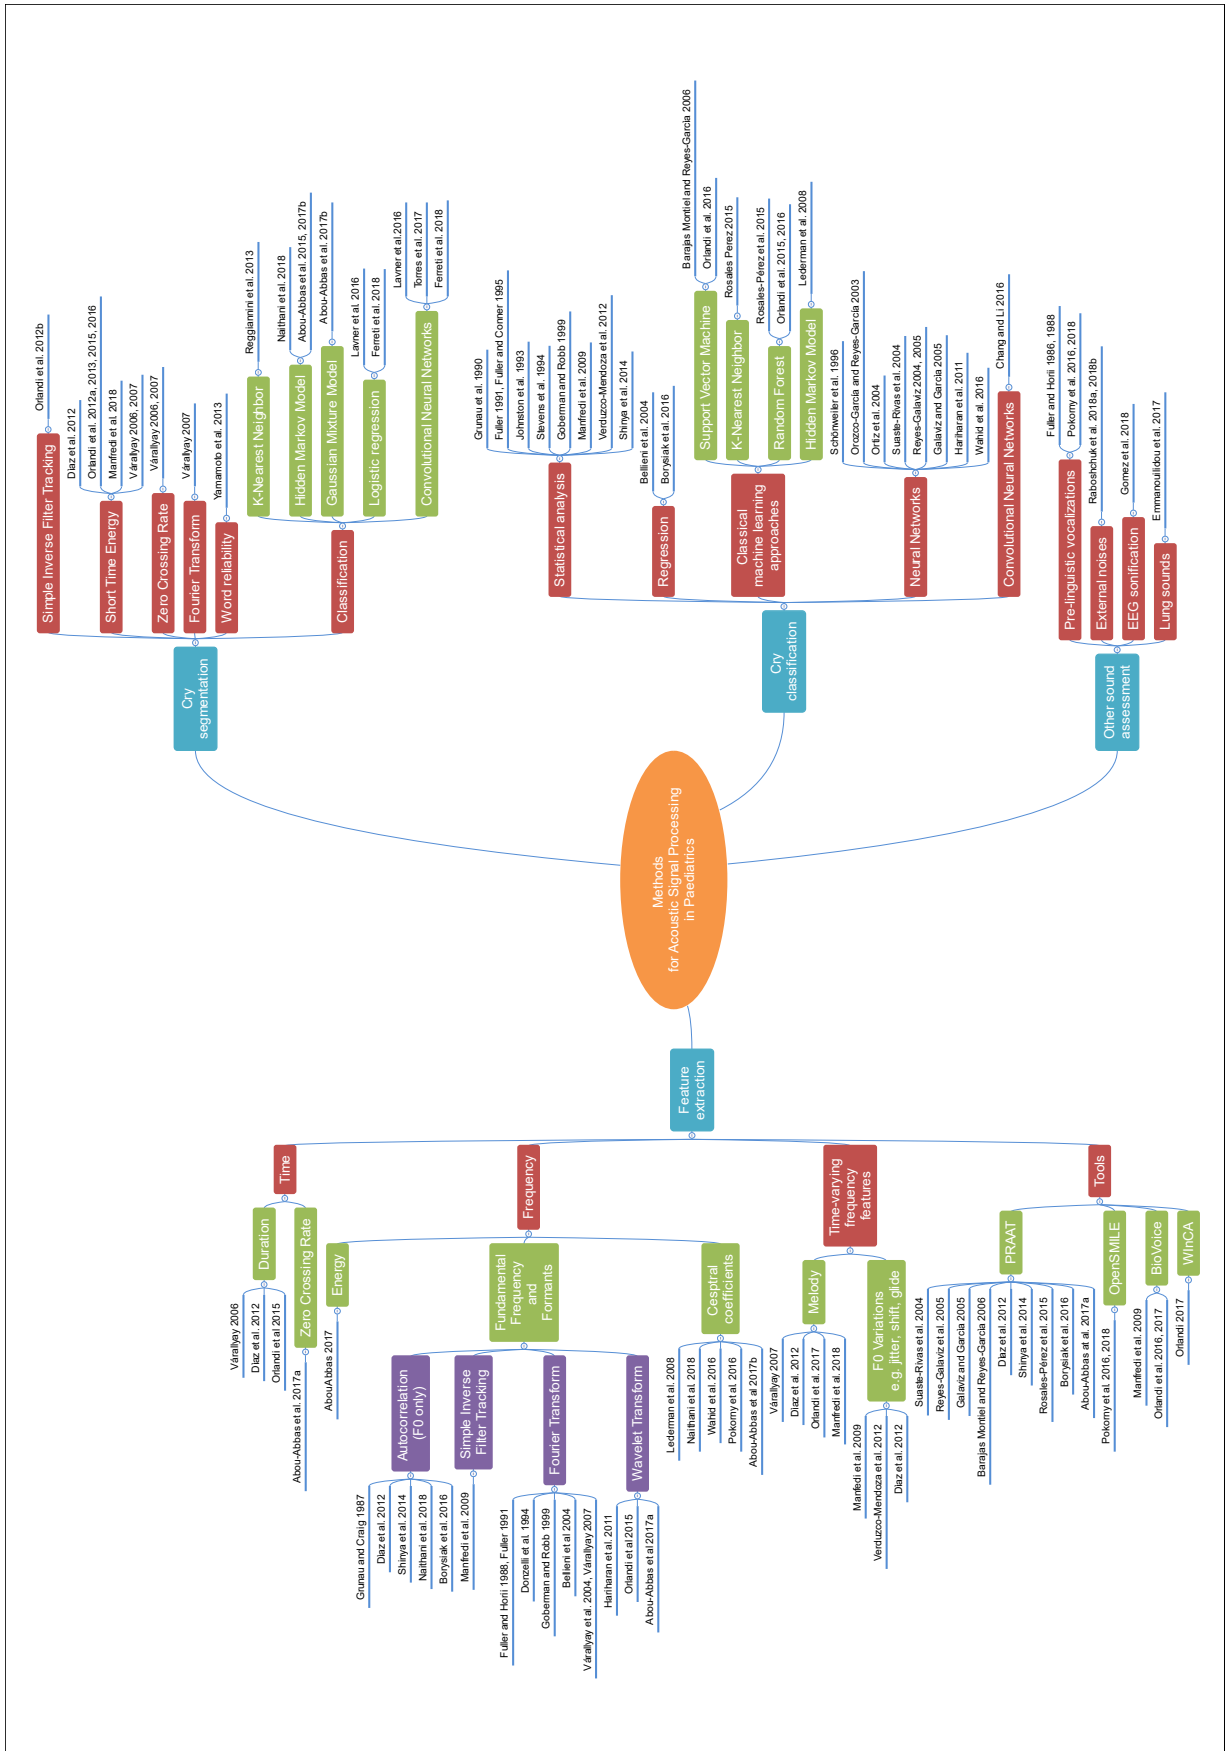 Methods
for Acoustic Signal Processing
in Paediatrics
Feature
extraction
Time
Duration
Várallyay 2006
Díaz et al. 2012
Orlandi et al 2015
Zero Crossing Rate
Abou-Abbas et al. 2017a
Frequency
Energy
AbouAbbas 2017
Fundamental
Frequency
and
Formants
Autocorrelation
(F0 only)
Grunau and Craig 1987
Díaz et al. 2012
Shinya et al. 2014
Naithani et al. 2018
Borysiak et al. 2016
Simple Inverse
Filter Tracking
Manfredi et al. 2009
Fourier Transform
Fuller and Horii 1988, Fuller 1991
Donzelli et al. 1994
Goberman and Robb 1999
Bellieni et al 2004
Várallyay et al. 2004, Várallyay 2007
Wavelet Transform
Hariharan et al. 2011
Orlandi et al 2015
Abou-Abbas et al 2017a
Cesptral
coefficients
Lederman et al. 2008
Naithani et al. 2018
Wahid et al. 2016
Pokorny et al. 2016
Abou-Abbas et al 2017b
Time-varying
frequency
features
Melody
Várallyay 2007
Díaz et al. 2012
Orlandi et al. 2017
Manfredi et al. 2018
F0 Variations
e.g. jitter, shift, glide
Manfedi et al. 2009
Verduzco-Mendoza et al. 2012
Díaz et al. 2012
Tools
PRAAT
Suaste-Rivas et al. 2004
Reyes-Galaviz et al. 2005
Galaviz and García 2005
Barajas Montiel and Reyes-García 2006
Díaz et al. 2012
Shinya et al. 2014
Rosales-Pérez et al. 2015
Borysiak et al. 2016
Abou-Abbas at al. 2017a
OpenSMILE
Pokorny et al. 2016, 2018
BioVoice
Manfredi et al. 2009
Orlandi et al. 2016, 2017
WInCA
Orlandi 2017
Cry
segmentation
Simple Inverse Filter Tracking
Orlandi et al. 2012b
Short Time Energy
Díaz et al. 2012
Orlandi et al. 2012a, 2013, 2015, 2016
Manfredi et al. 2018
Várallyay 2006, 2007
Zero Crossing Rate
Várallyay 2006, 2007
Fourier Transform
Várallyay 2007
Word reliability
Yamamoto et al. 2013
Classification
K-Nearest Neighbor
Reggiannini et al. 2013
Hidden Markov Model
Naithani et al. 2018
Abou-Abbas et al. 2015, 2017b
Gaussian Mixture Model
Abou-Abbas et al. 2017b
Logistic regression
Lavner et al. 2016
Ferreti et al. 2018
Convolutional Neural Networks
Lavner et al.2016
Torres et al. 2017
Ferreti et al. 2018
Cry
classification
Statistical analysis
Grunau et al. 1990
Fuller 1991, Fuller and Conner 1995
Johnston et al. 1993
Stevens et al. 1994
Goberman and Robb 1999
Manfredi et al. 2009
Verduzco-Mendoza et al. 2012
Shinya et al. 2014
Regression
Bellieni et al. 2004
Borysiak et al. 2016
Classical
machine learning
approaches
Support Vector Machine
Barajas Montiel and Reyes-García 2006
Orlandi et al. 2016
K-Nearest Neighbor
Rosales Perez 2015
Random Forest
Rosales-Pérez et al. 2015
Orlandi et al. 2015, 2016
Hidden Markov Model
Lederman et al. 2008
Neural Networks
Schönweiler et al. 1996
Orozco-García and Reyes-García 2003
Ortiz et al. 2004
Suaste-Rivas et al. 2004
Reyes-Galaviz 2004, 2005
Galaviz and García 2005
Hariharan et al. 2011
Wahid et al. 2016
Convolutional Neural Networks
Chang and Li 2016
Other sound
assessment
Pre-linguistic vocalizations
Fuller and Horii 1986, 1988
Pokorny et al. 2016, 2018
External noises
Raboshchuk et al. 2018a, 2018b
EEG sonification
Gomez et al. 2018
Lung sounds
Emmanouilidou et al. 2017